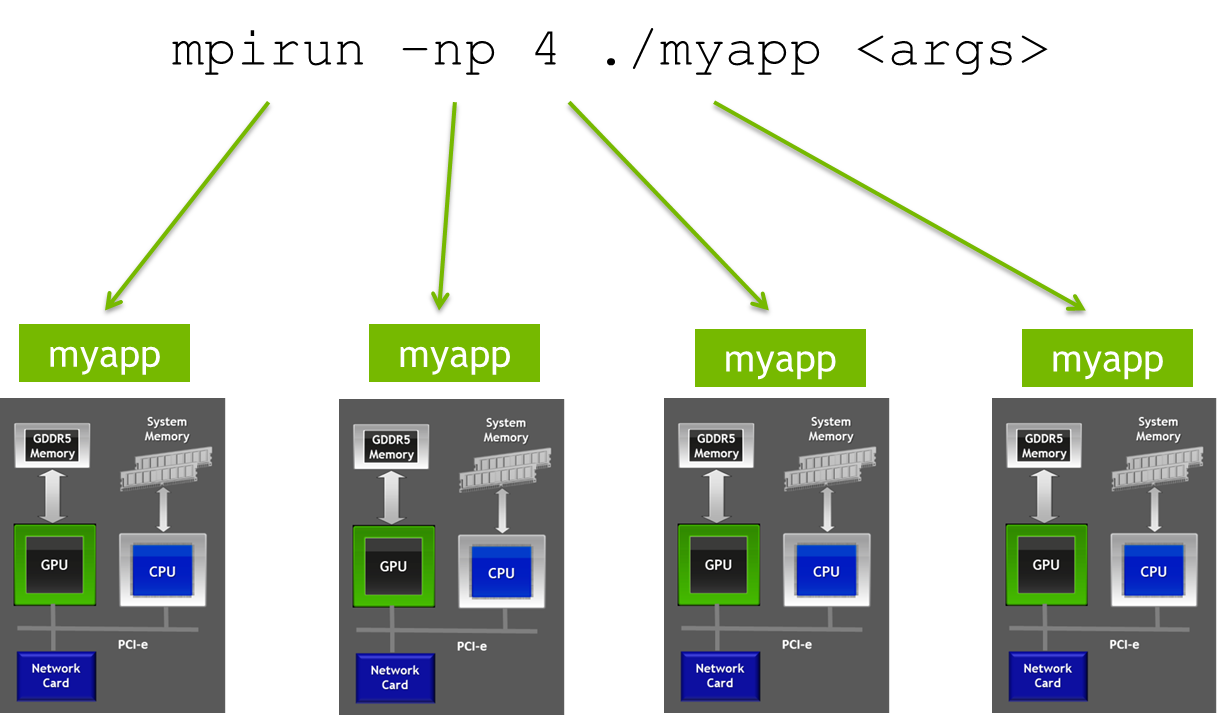 mpirun –np 4 ./myapp <args>
myapp
myapp
myapp
myapp
GDDR5
Memory
System
Memory
GPU
CPU
PCI-e
Network
Card
GDDR5
Memory
System
Memory
GPU
CPU
PCI-e
Network
Card
GDDR5
Memory
System
Memory
GPU
CPU
PCI-e
Network
Card
GDDR5
Memory
System
Memory
GPU
CPU
PCI-e
Network
Card